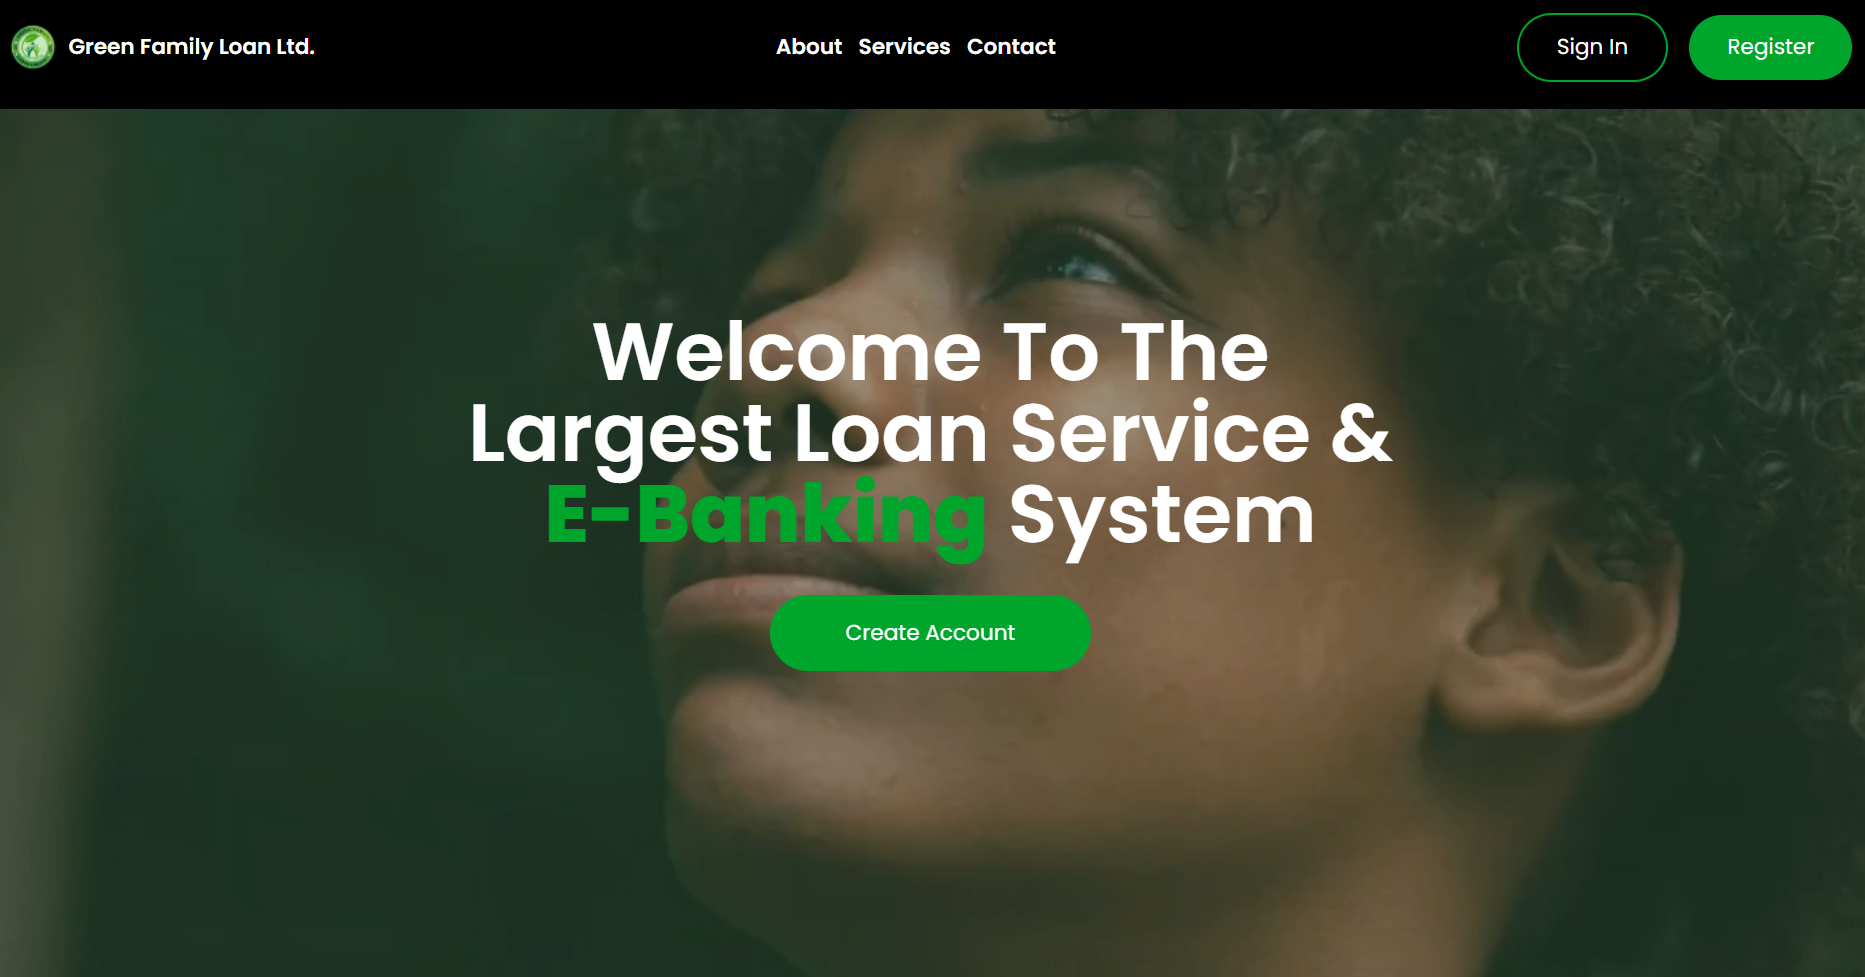 Green Family Loan Ltd.
About Services Contact
Sign In
Register
Welcome To The
Largest Loan Service &
E-Banking System
Create Account